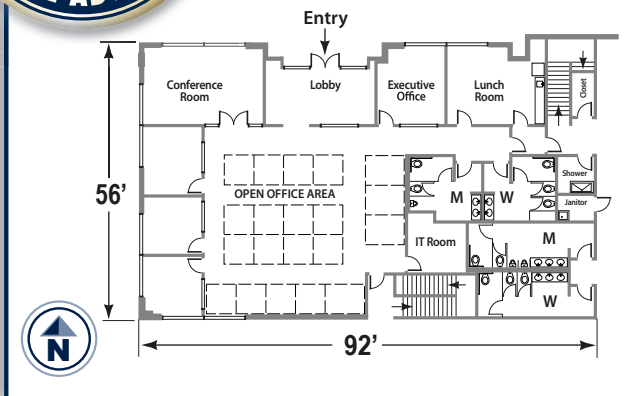 Entry
Conference
Room
Lobby
Executive
Office
Lunch
Room
Closet
56'
OPEN OFFICE AREA
M
W
Shower
Janitor
IT Room
M
W
N
92'